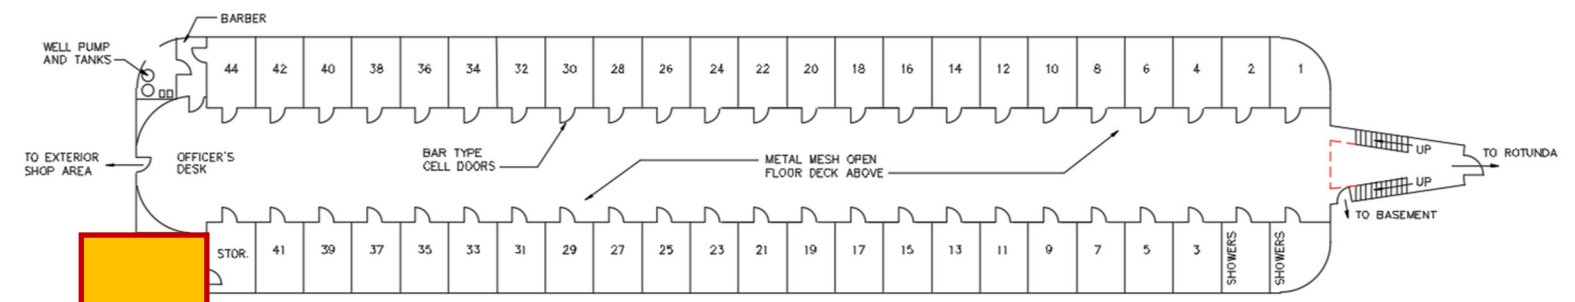 BARBER
WELL PUMP
AND TANKS
44 42 40 38 36 34 32 30 28 26 24 22 20 18 16 14 12 10 8 6 4 2 1
TO EXTERIOR
SHOP AREA
OFFICER'S
DESK
BAR TYPE
CELL DOORS
METAL MESH OPEN
FLOOR DECK ABOVE
UP
TO ROTUNDA
UP
TO BASEMENT
STOR. 41 39 37 35 33 31 29 27 25 23 21 19 17 15 13 11 9 7 5 3 SHOWERS SHOWERS